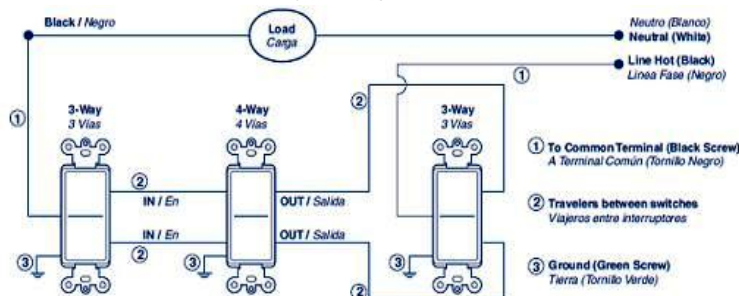 Black / Negro
Load
Carga
Neutro (Blanco)
Neutral (White)
Line Hot (Black)
Linea Fase (Negro)
1
1
2
3-Way
3 Vías
4-Way
4 Vías
3-Way
3 Vías
1 To Common Terminal (Black Screw)
A Terminal Común (Tornillo Negro)
2
IN / En
OUT / Salida
2 Travelers between switches
Viajeros entre interruptores
IN / En
OUT / Salida
2
3
3
3
3 Ground (Green Screw)
Tierra (Tornillo Verde)
2